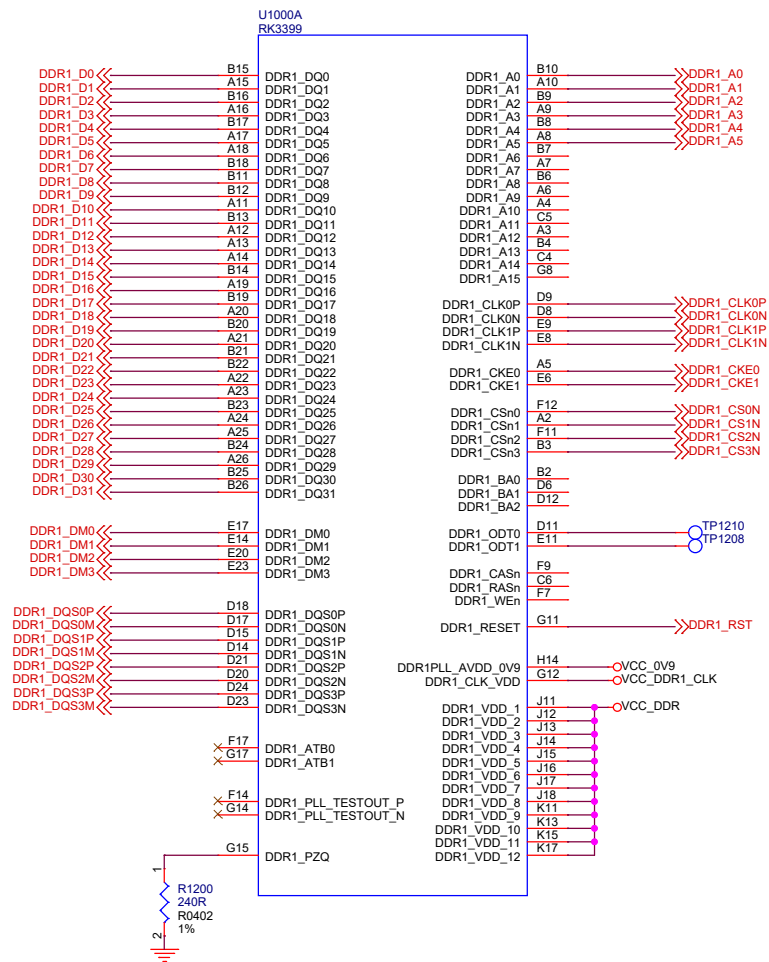 U1000A
RK3399
DDR1_D0 B15 DDR1_DQ0
DDR1_D1 A15 DDR1_DQ1
DDR1_D2 B16 DDR1_DQ2
DDR1_D3 A16 DDR1_DQ3
DDR1_D4 B17 DDR1_DQ4
DDR1_D5 A17 DDR1_DQ5
DDR1_D6 A18 DDR1_DQ6
DDR1_D7 B18 DDR1_DQ7
DDR1_D8 B11 DDR1_DQ8
DDR1_D9 B12 DDR1_DQ9
DDR1_D10 A11 DDR1_DQ10
DDR1_D11 B13 DDR1_DQ11
DDR1_D12 A12 DDR1_DQ12
DDR1_D13 A13 DDR1_DQ13
DDR1_D14 A14 DDR1_DQ14
DDR1_D15 B14 DDR1_DQ15
DDR1_D16 A19 DDR1_DQ16
DDR1_D17 B19 DDR1_DQ17
DDR1_D18 A20 DDR1_DQ18
DDR1_D19 B20 DDR1_DQ19
DDR1_D20 A21 DDR1_DQ20
DDR1_D21 B21 DDR1_DQ21
DDR1_D22 B22 DDR1_DQ22
DDR1_D23 A22 DDR1_DQ23
DDR1_D24 A23 DDR1_DQ24
DDR1_D25 B23 DDR1_DQ25
DDR1_D26 A24 DDR1_DQ26
DDR1_D27 A25 DDR1_DQ27
DDR1_D28 B24 DDR1_DQ28
DDR1_D29 A26 DDR1_DQ29
DDR1_D30 B25 DDR1_DQ30
DDR1_D31 B26 DDR1_DQ31
DDR1_DM0 E17 DDR1_DM0
DDR1_DM1 E14 DDR1_DM1
DDR1_DM2 E20 DDR1_DM2
DDR1_DM3 E23 DDR1_DM3
DDR1_DQS0P D18 DDR1_DQS0P
DDR1_DQS0M D17 DDR1_DQS0N
DDR1_DQS1P D15 DDR1_DQS1P
DDR1_DQS1M D14 DDR1_DQS1N
DDR1_DQS2P D21 DDR1_DQS2P
DDR1_DQS2M D20 DDR1_DQS2N
DDR1_DQS3P D24 DDR1_DQS3P
DDR1_DQS3M D23 DDR1_DQS3N
F17 DDR1_ATB0
G17 DDR1_ATB1
F14 DDR1_PLL_TESTOUT_P
G14 DDR1_PLL_TESTOUT_N
G15 DDR1_PZQ
1
R1200
240R
R0402
1%
2
DDR1_A0 B10 DDR1_A0
DDR1_A1 A10 DDR1_A1
DDR1_A2 B9 DDR1_A2
DDR1_A3 A9 DDR1_A3
DDR1_A4 B8 DDR1_A4
DDR1_A5 A8 DDR1_A5
DDR1_A6 B7
DDR1_A7 A7
DDR1_A8 B6
DDR1_A9 A6
DDR1_A10 A4
DDR1_A11 C5
DDR1_A12 A3
DDR1_A13 B4
DDR1_A14 C4
DDR1_A15 G8
DDR1_CLK0P D9 DDR1_CLK0P
DDR1_CLK0N D8 DDR1_CLK0N
DDR1_CLK1P E9 DDR1_CLK1P
DDR1_CLK1N E8 DDR1_CLK1N
DDR1_CKE0 A5 DDR1_CKE0
DDR1_CKE1 E6 DDR1_CKE1
DDR1_CSn0 F12 DDR1_CS0N
DDR1_CSn1 A2 DDR1_CS1N
DDR1_CSn2 F11 DDR1_CS2N
DDR1_CSn3 B3 DDR1_CS3N
DDR1_BA0 B2
DDR1_BA1 D6
DDR1_BA2 D12
DDR1_ODT0 D11 TP1210
DDR1_ODT1 E11 TP1208
DDR1_CASn F9
DDR1_RASn C6
DDR1_WEn F7
DDR1_RESET G11 DDR1_RST
DDR1PLL_AVDD_0V9 H14 VCC_0V9
DDR1_CLK_VDD G12 VCC_DDR1_CLK
DDR1_VDD_1 J11 VCC_DDR
DDR1_VDD_2 J12
DDR1_VDD_3 J13
DDR1_VDD_4 J14
DDR1_VDD_5 J15
DDR1_VDD_6 J16
DDR1_VDD_7 J17
DDR1_VDD_8 J18
DDR1_VDD_9 K11
DDR1_VDD_10 K13
DDR1_VDD_11 K15
DDR1_VDD_12 K17